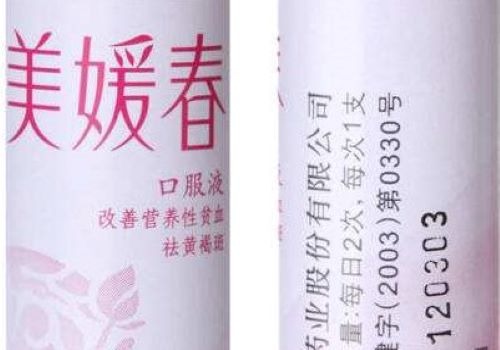 美媛春
口服液
改善营养性贫血
祛黄褐斑
药业股份有限公司
量:每日2次,每次1支
健字(2003)第0330号
120303